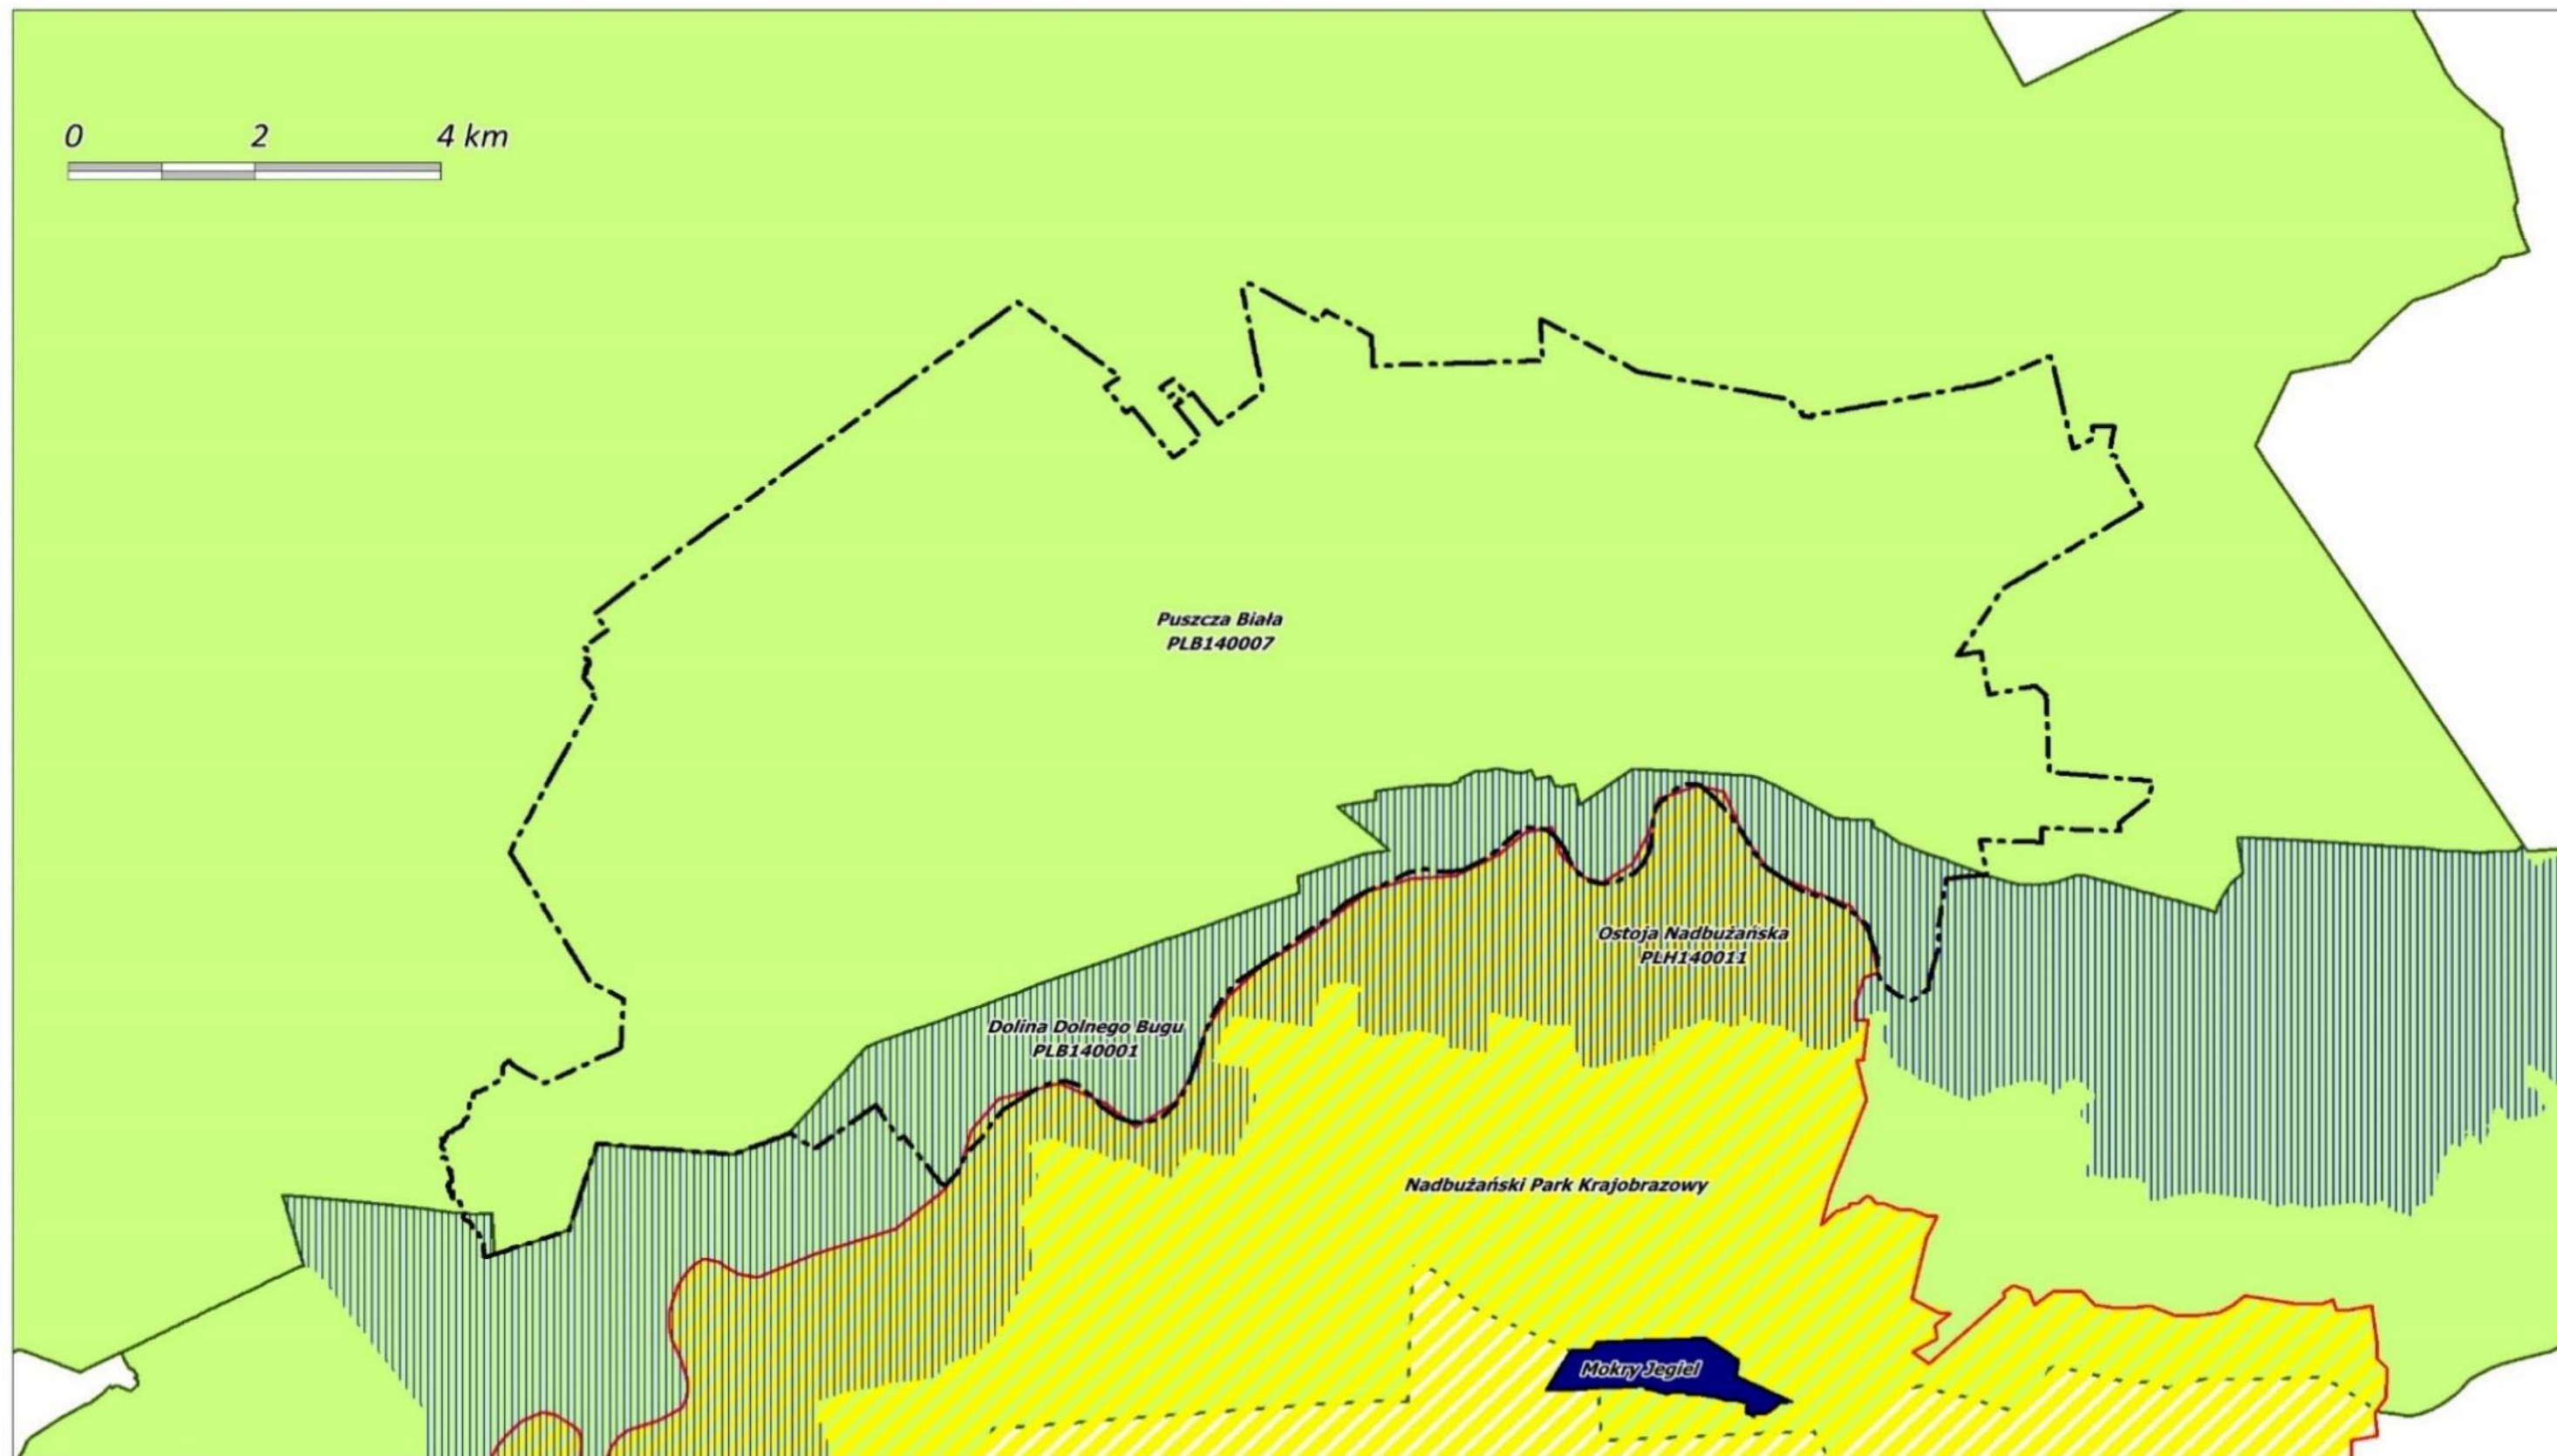 0 2 4 km
Puszcza Biała
PLB140007
Ostoja Nadbużańska
PLH140011
Dolina Dolnego Bugu
PLB140001
Nadbużański Park Krajobrazowy
Mokry Jegiel